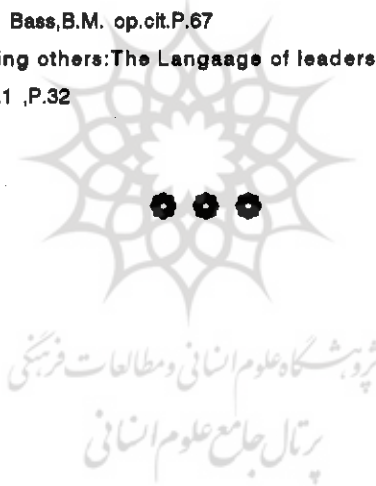 Bass,B.M. op.cit.P.67
ing others:The Langaage of leaders
.1 ,P.32
پژوهشگاه علوم انسانی و مطالعات فرهنگی
پرتال جامع علوم انسانی